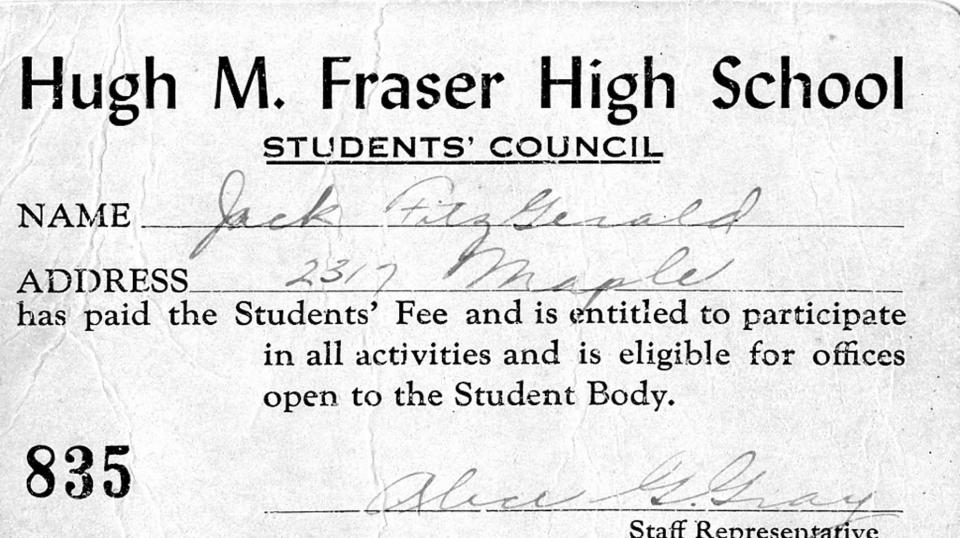 Hugh M. Fraser High School
STUDENTS' COUNCIL
NAME Jack FitzGerald
ADDRESS 2317 Maple
has paid the Students' Fee and is entitled to participate
in all activities and is eligible for offices
open to the Student Body.
835
Alice G. Gray
Staff Representative